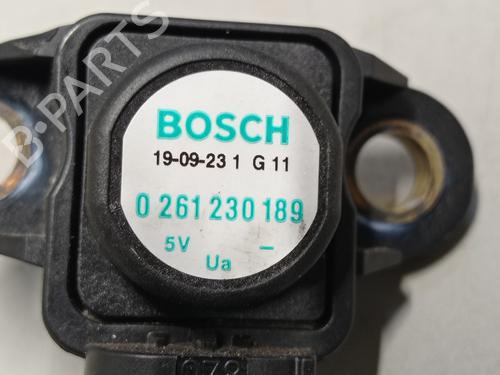 BOSCH
19-09-23 1 G 11
0 261 230 189
5V –
Ua
B-PARTS